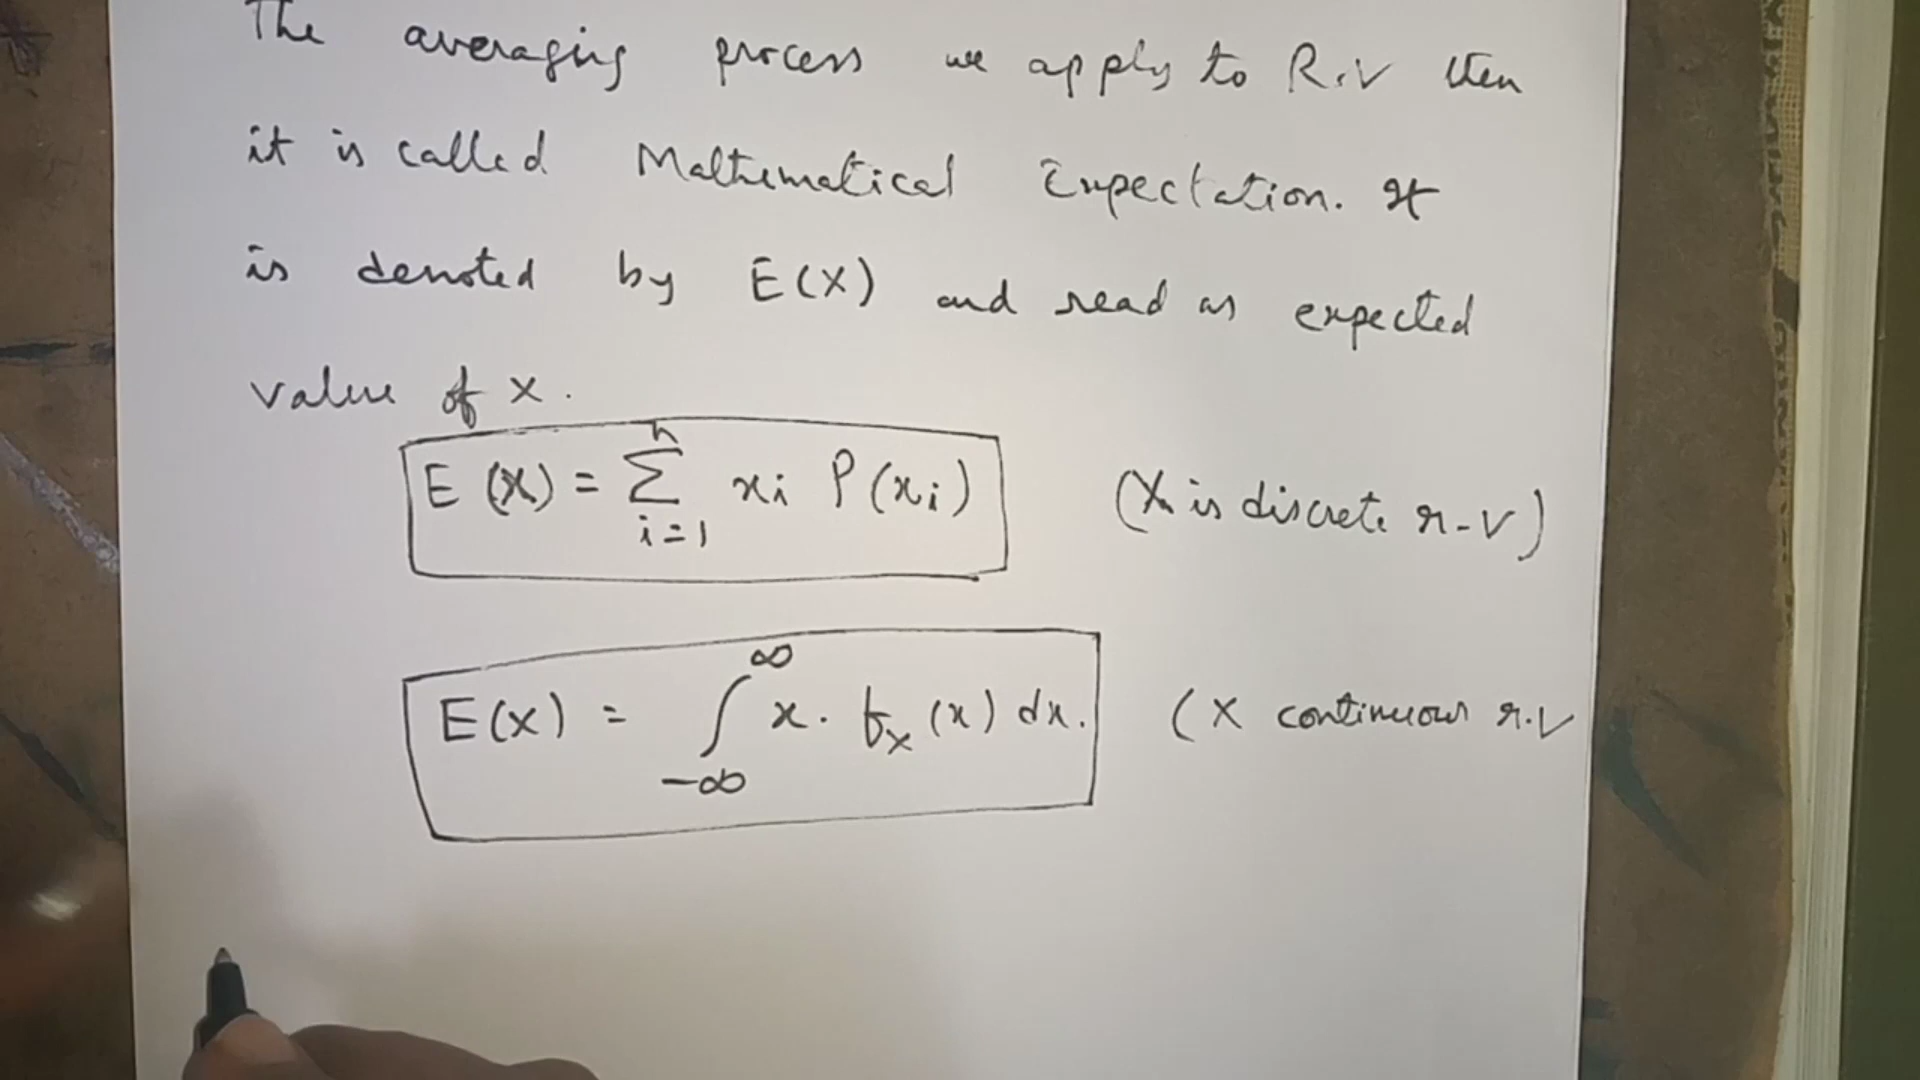 The averaging process we apply to R.V then
it is called Mathematical Expectation. It
is denoted by E(X) and read as expected
value of X.
E(X) = n∑i=1 xi P(xi) (X is discrete r-v)
E(X) = ∫-∞^∞ x. fx(x) dx. (X continuous r.v